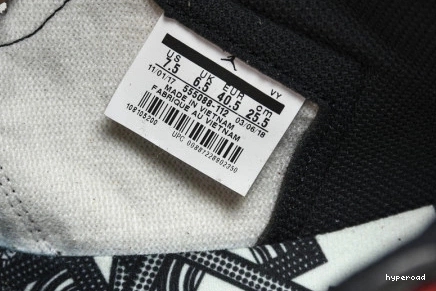 US UK EUR cm VY
7.5 6.5 40.5 25.5
11/01/17 555088-112 03/06/18
MADE IN VIETNAM
FABRIQUE AU VIETNAM
UPC 00887228902350
hyperoad